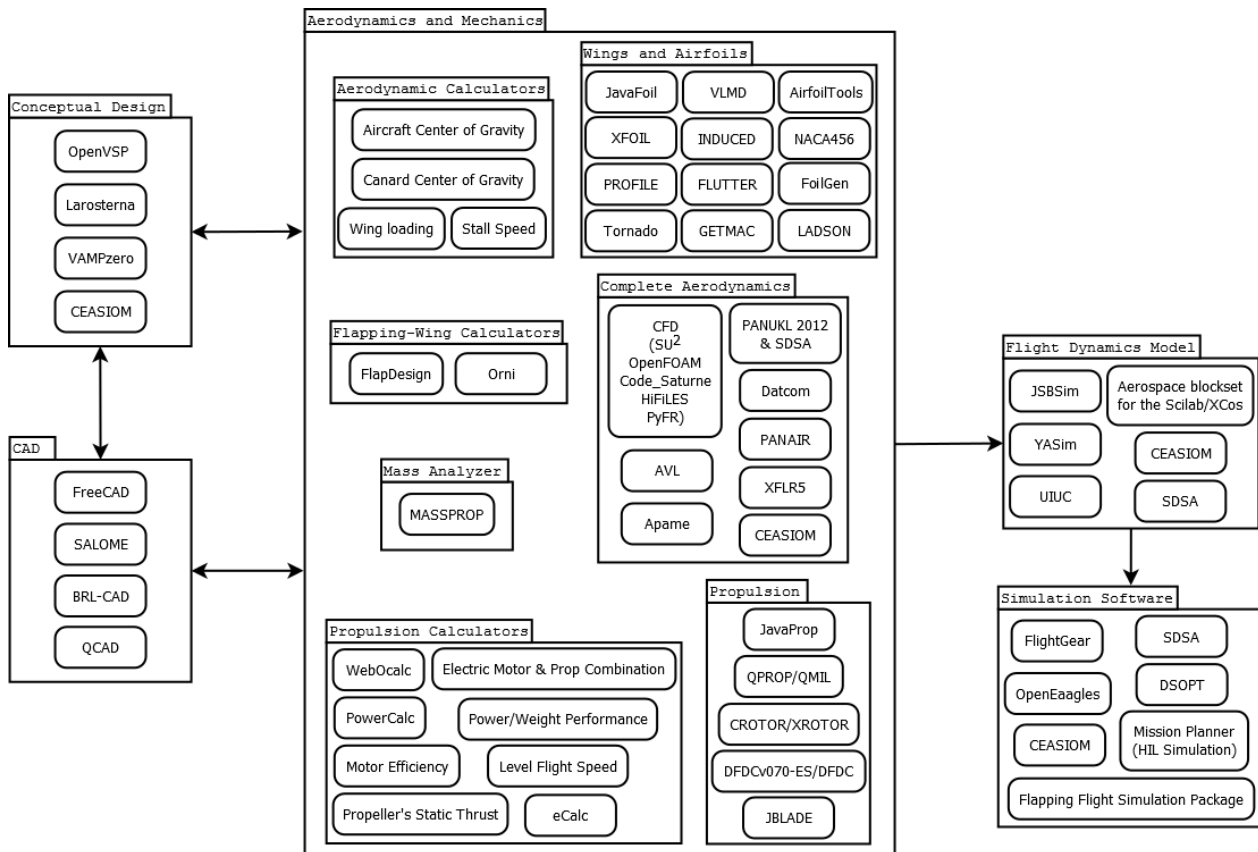 Aerodynamics and Mechanics
Conceptual Design
OpenVSP
Larosterna
VAMPzero
CEASIOM
CAD
FreeCAD
SALOME
BRL-CAD
QCAD
Aerodynamic Calculators
Aircraft Center of Gravity
Canard Center of Gravity
Wing loading
Stall Speed
Wings and Airfoils
JavaFoil
VLMD
AirfoilTools
XFOIL
INDUCED
NACA456
PROFILE
FLUTTER
FoilGen
Tornado
GETMAC
LADSON
Flapping-Wing Calculators
FlapDesign
Orni
Complete Aerodynamics
CFD
(SU2
OpenFOAM
Code_Saturne
HiFiLES
PyFR)
AVL
Apame
PANUKL 2012
& SDSA
Datcom
PANAIR
XFLR5
CEASIOM
Mass Analyzer
MASSPROP
Propulsion Calculators
WebOcalc
Electric Motor & Prop Combination
PowerCalc
Power/Weight Performance
Motor Efficiency
Level Flight Speed
Propeller's Static Thrust
eCalc
Propulsion
JavaProp
QPROP/QMIL
CROTOR/XROTOR
DFDCv070-ES/DFDC
JBLADE
Flight Dynamics Model
JSBSim
YASim
UIUC
Aerospace blockset
for the Scilab/XCos
CEASIOM
SDSA
Simulation Software
FlightGear
OpenEaagles
CEASIOM
SDSA
DSOPT
Mission Planner
(HIL Simulation)
Flapping Flight Simulation Package